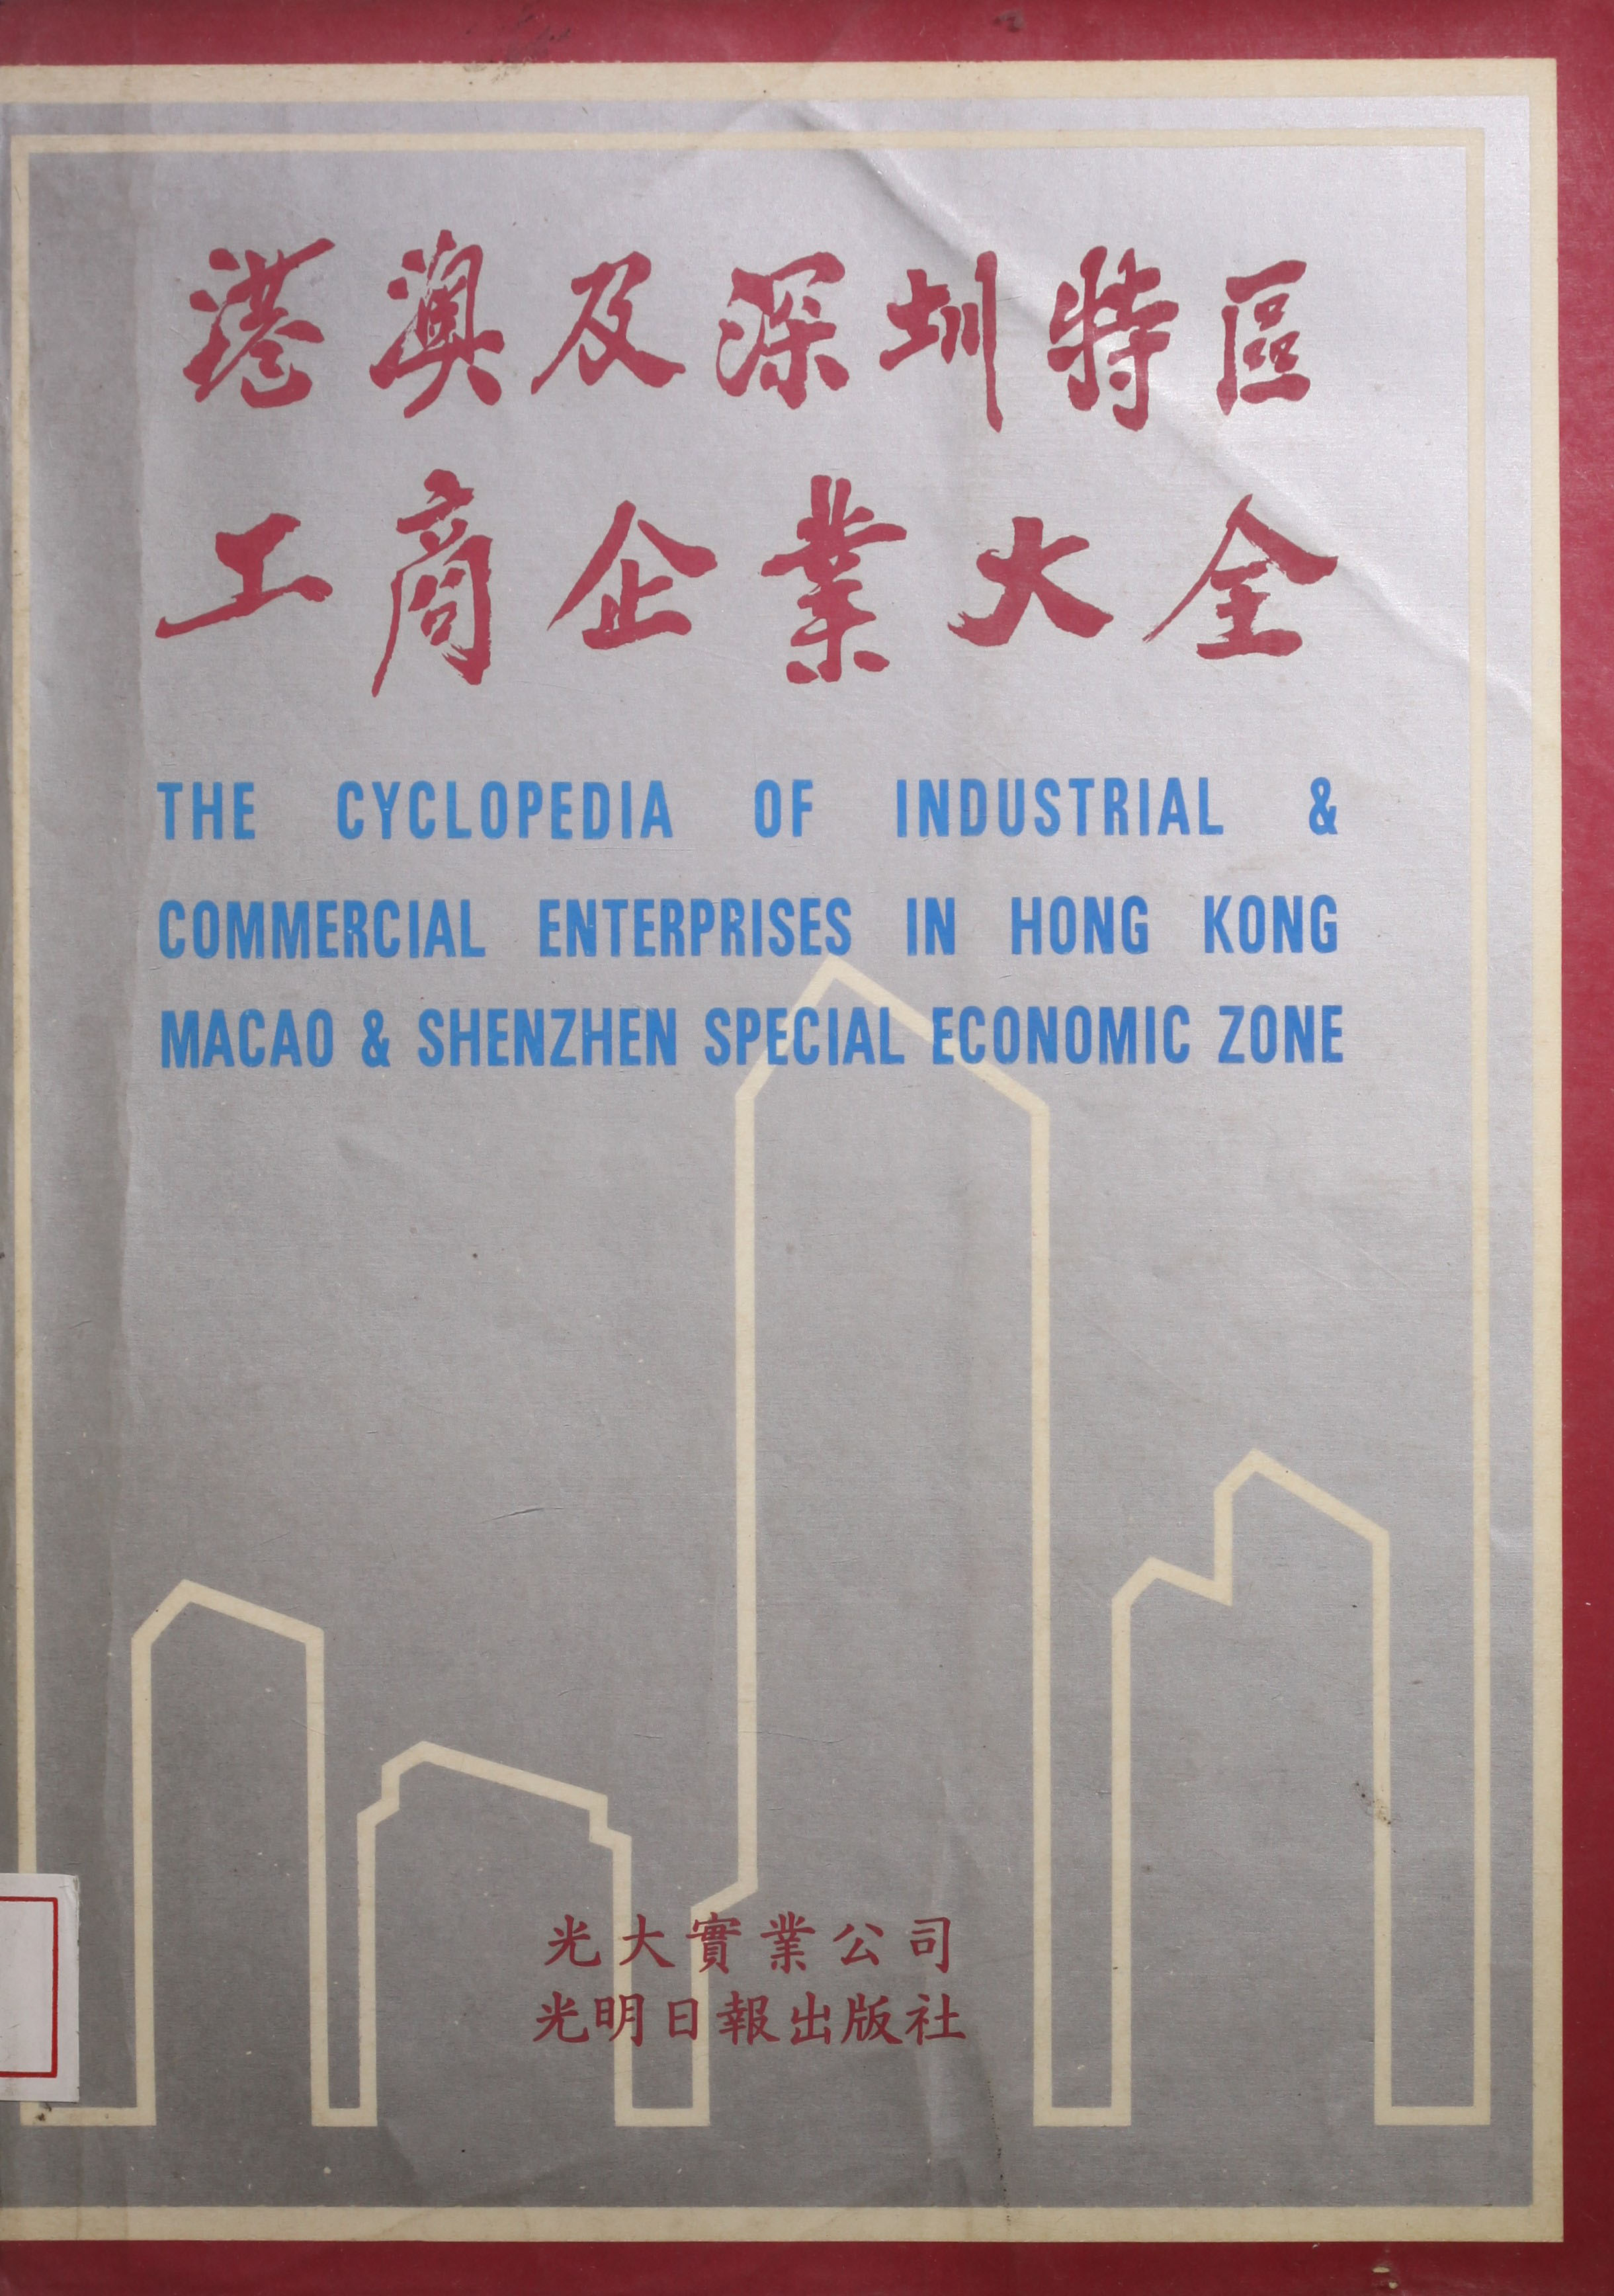 港澳及深圳特區
工商企業大全
THE CYCLOPEDIA OF INDUSTRIAL &
COMMERCIAL ENTERPRISES IN HONG KONG
MACAO & SHENZHEN SPECIAL ECONOMIC ZONE
光大實業公司
光明日報出版社